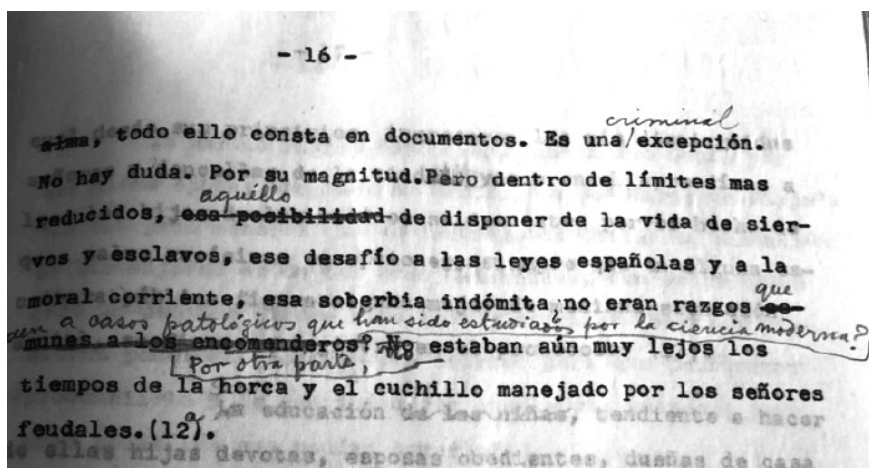 - 16 -
criminal
alma, todo ello consta en documentos. Es una/excepción.
No hay duda. Por su magnitud.Pero dentro de límites mas
aquéllo
reducidos, esa posibilidad de disponer de la vida de sier-
vos y esclavos, ese desafío a las leyes españolas y a la
que
moral corriente, esa soberbia indómita no eran razgos co-
a casos patológicos que han sido estudiados por la ciencia moderna?
munes a los encomenderos? No estaban aún muy lejos los
Por otra parte,
tiempos de la horca y el cuchillo manejado por los señores
feudales.(12a).
La educación de las niñas, tendiente a hacer
de ellas hijas devotas, esposas obedientes, dueñas de casa